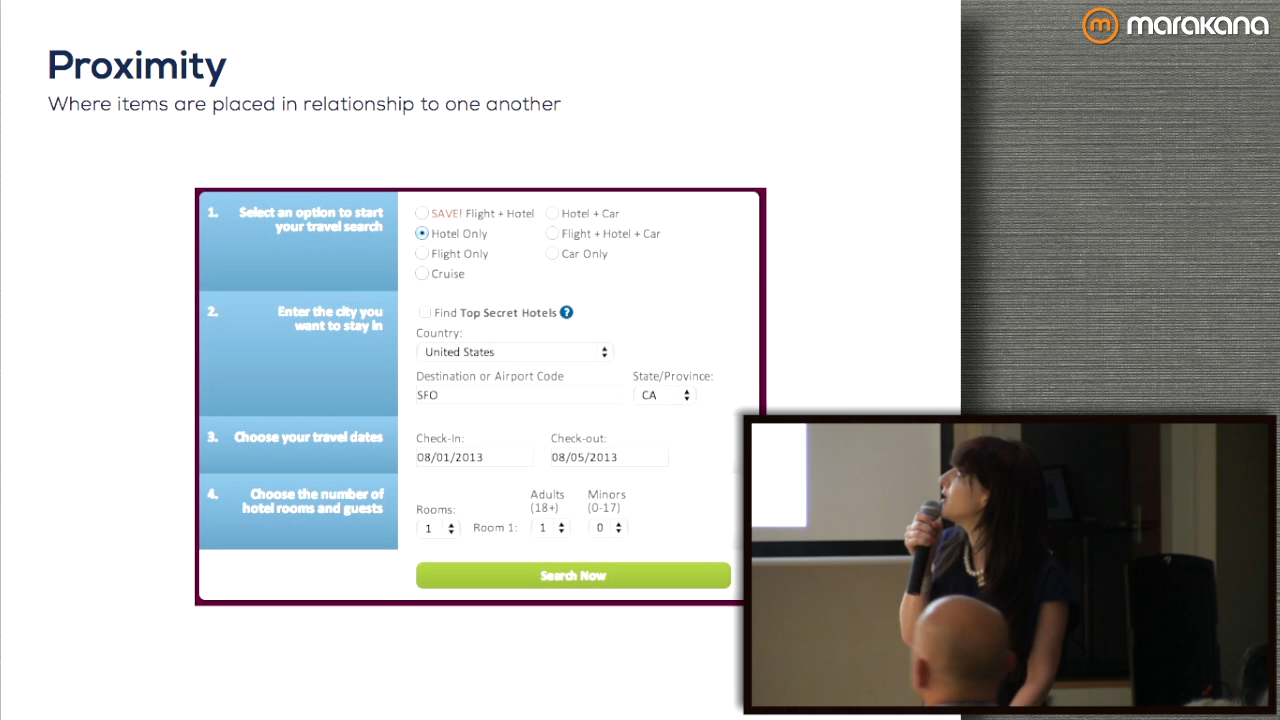 marakana
Proximity
Where items are placed in relationship to one another
1. Select an option to start
your travel search
SAVE! Flight + Hotel Hotel + Car
Hotel Only Flight + Hotel + Car
Flight Only Car Only
Cruise
2. Enter the city you
want to stay in
Find Top Secret Hotels ?
Country:
United States
Destination or Airport Code State/Province:
SFO CA
3. Choose your travel dates
Check-In: Check-out:
08/01/2013 08/05/2013
4. Choose the number of
hotel rooms and guests
Adults Minors
Rooms: (18+) (0-17)
1 Room 1: 1 0
Search Now